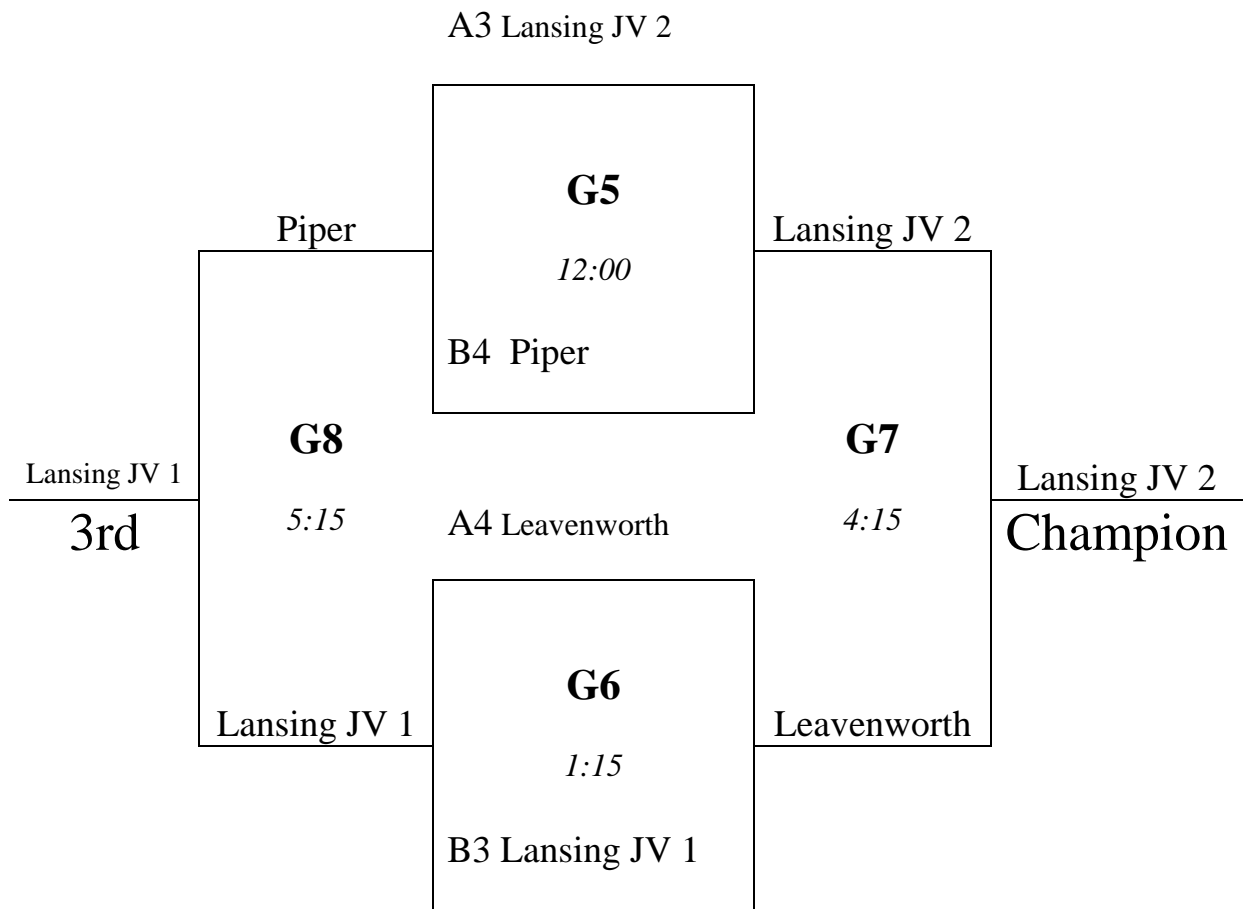 A3 Lansing JV 2
G5
Piper
Lansing JV 2
12:00
B4 Piper
G8
G7
Lansing JV 1
Lansing JV 2
3rd
5:15
A4 Leavenworth
4:15
Champion
G6
Lansing JV 1
Leavenworth
1:15
B3 Lansing JV 1